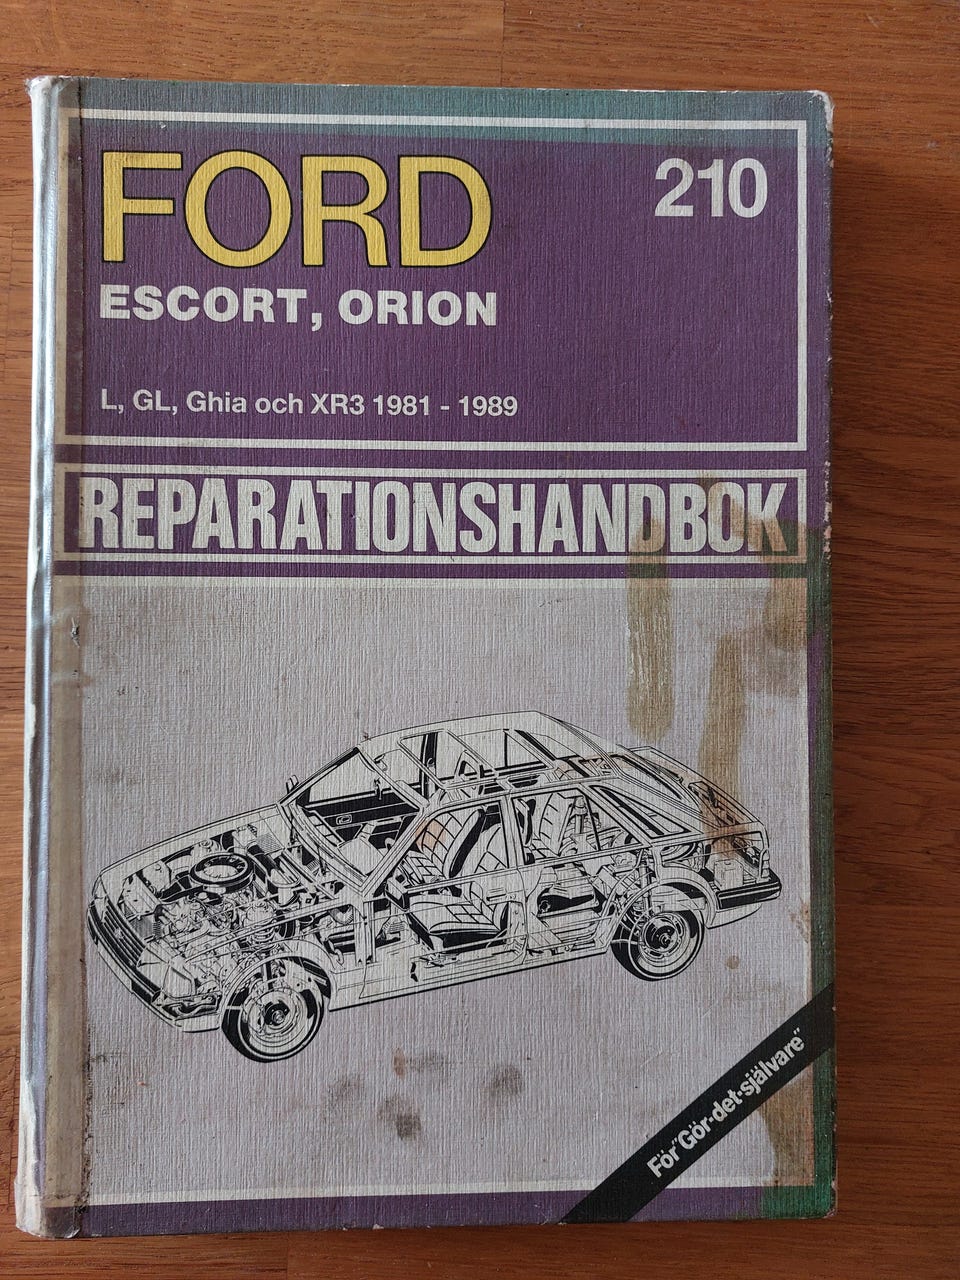 FORD
210
ESCORT, ORION
L, GL, Ghia och XR3 1981 - 1989
REPARATIONSHANDBOK
För "Gör-det-självare"